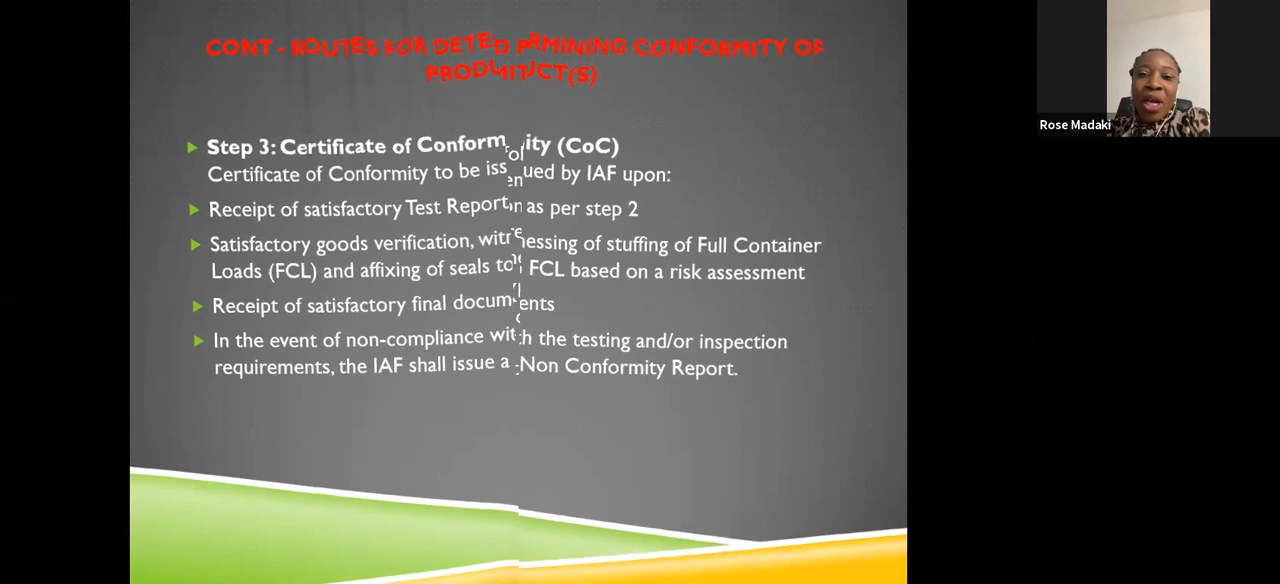 CONT - ROUTES FOR DETERMINING CONFORMITY OF
PRODUCT(S)
Step 3: Certificate of Conformity (CoC)
Certificate of Conformity to be issued by IAF upon:
Receipt of satisfactory Test Report as per step 2
Satisfactory goods verification, witnessing of stuffing of Full Container
Loads (FCL) and affixing of seals to FCL based on a risk assessment
Receipt of satisfactory final documents
In the event of non-compliance with the testing and/or inspection
requirements, the IAF shall issue a Non Conformity Report.
Rose Madaki